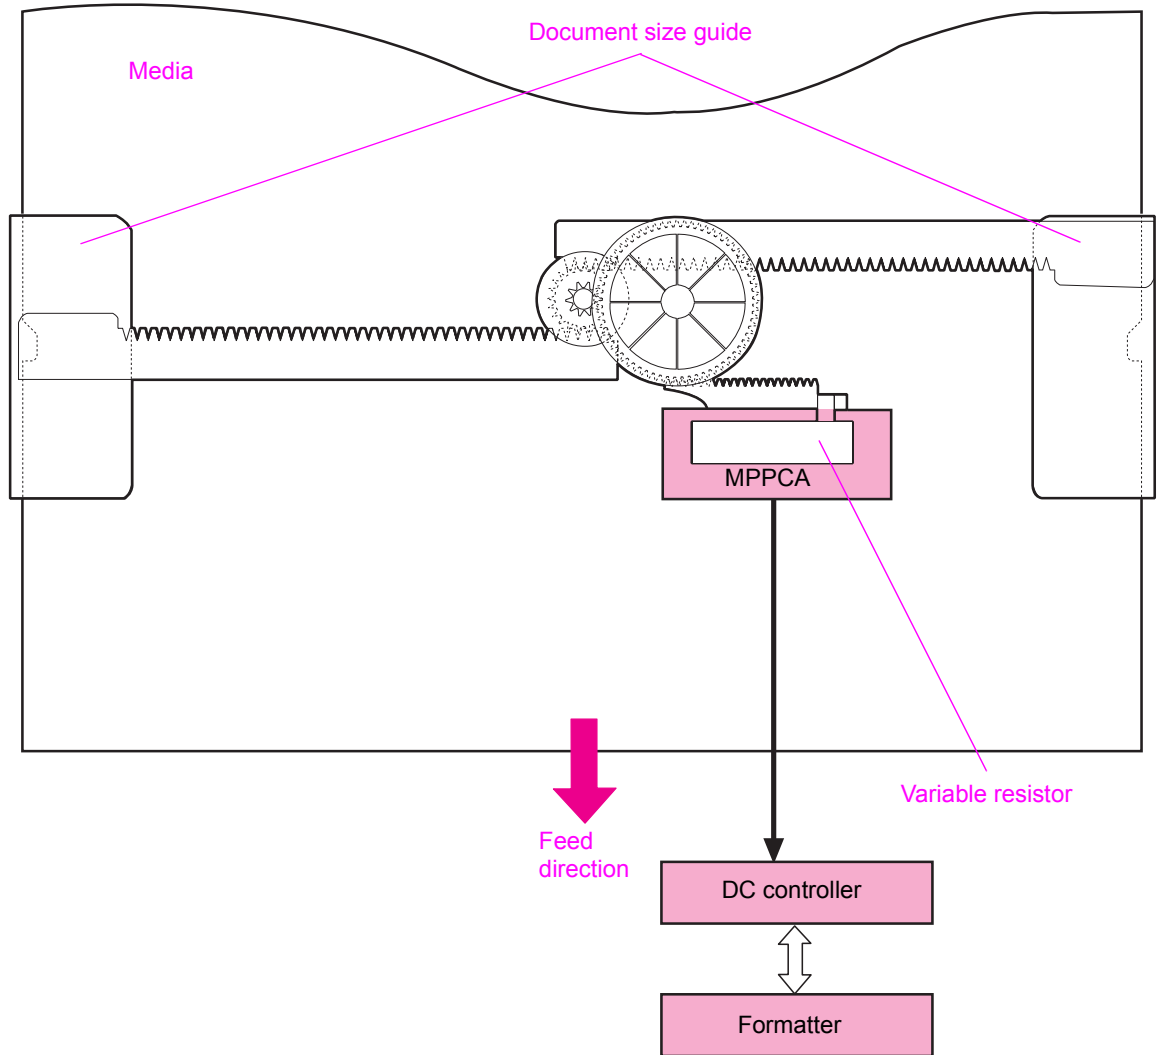 Document size guide
Media
MPPCA
Variable resistor
Feed
direction
DC controller
Formatter